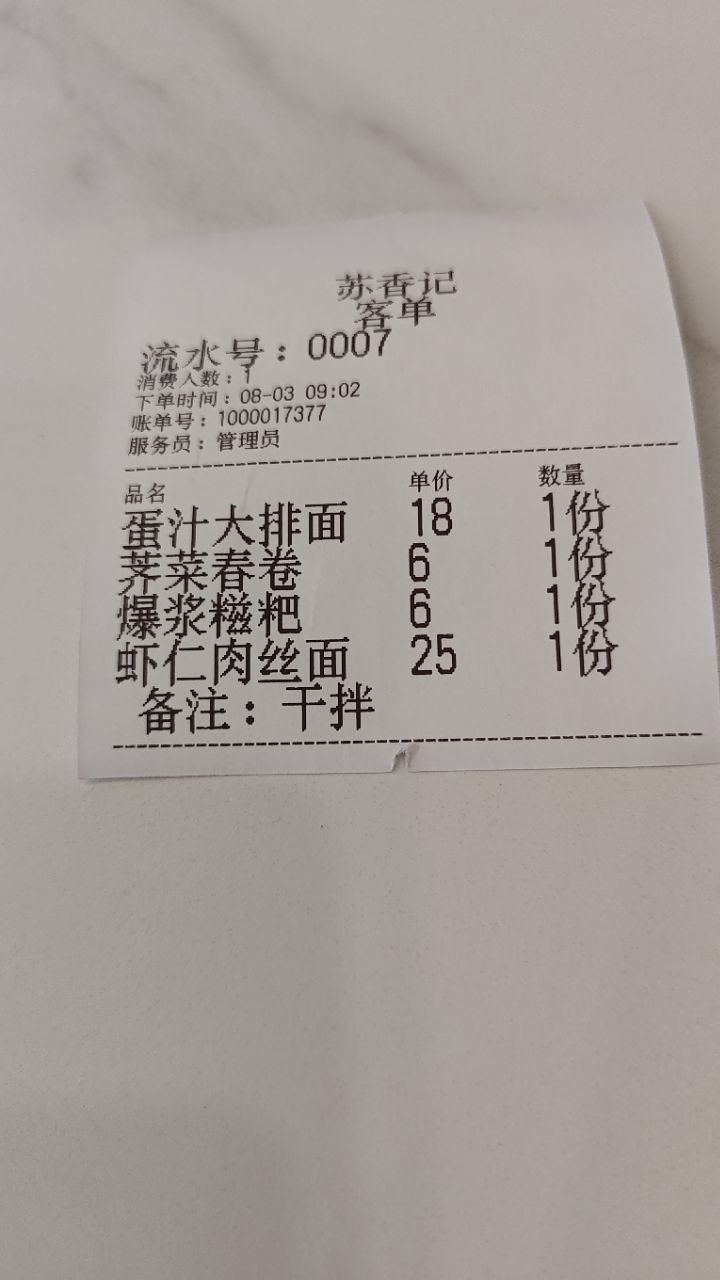 苏香记
客单
流水号：0007
消费人数：1
下单时间：08-03 09:02
账单号：1000017377
服务员：管理员
品名 单价 数量
蛋汁大排面 18 1份
荠菜春卷 6 1份
爆浆糍粑 6 1份
虾仁肉丝面 25 1份
备注：干拌